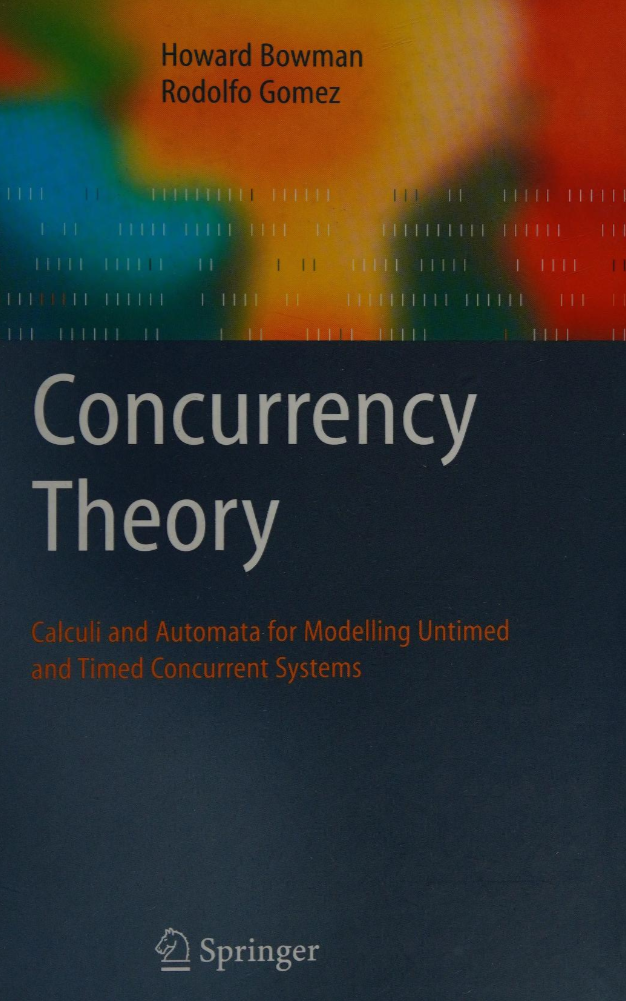 Howard Bowman
Rodolfo Gomez
Concurrency
Theory
Calculi and Automata for Modelling Untimed
and Timed Concurrent Systems
Springer